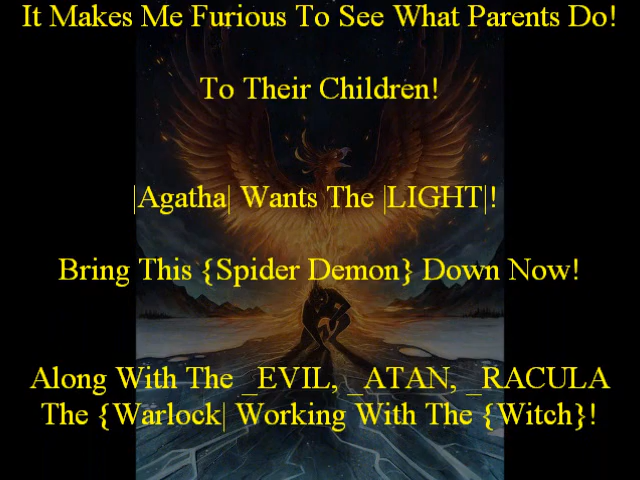 It Makes Me Furious To See What Parents Do!
To Their Children!
|Agatha| Wants The |LIGHT|!
Bring This {Spider Demon} Down Now!
Along With The _EVIL, _ATAN, _RACULA
The {Warlock| Working With The {Witch}!